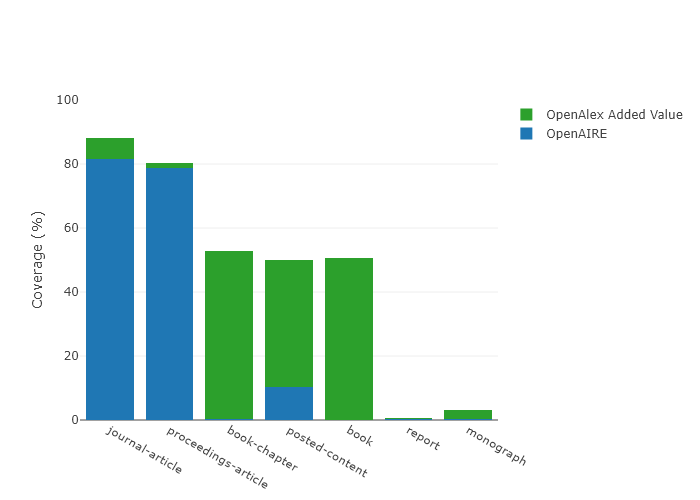 100
80
60
40
20
0
Coverage (%)
journal-article
proceedings-article
book-chapter
posted-content
book
report
monograph
OpenAlex Added Value
OpenAIRE